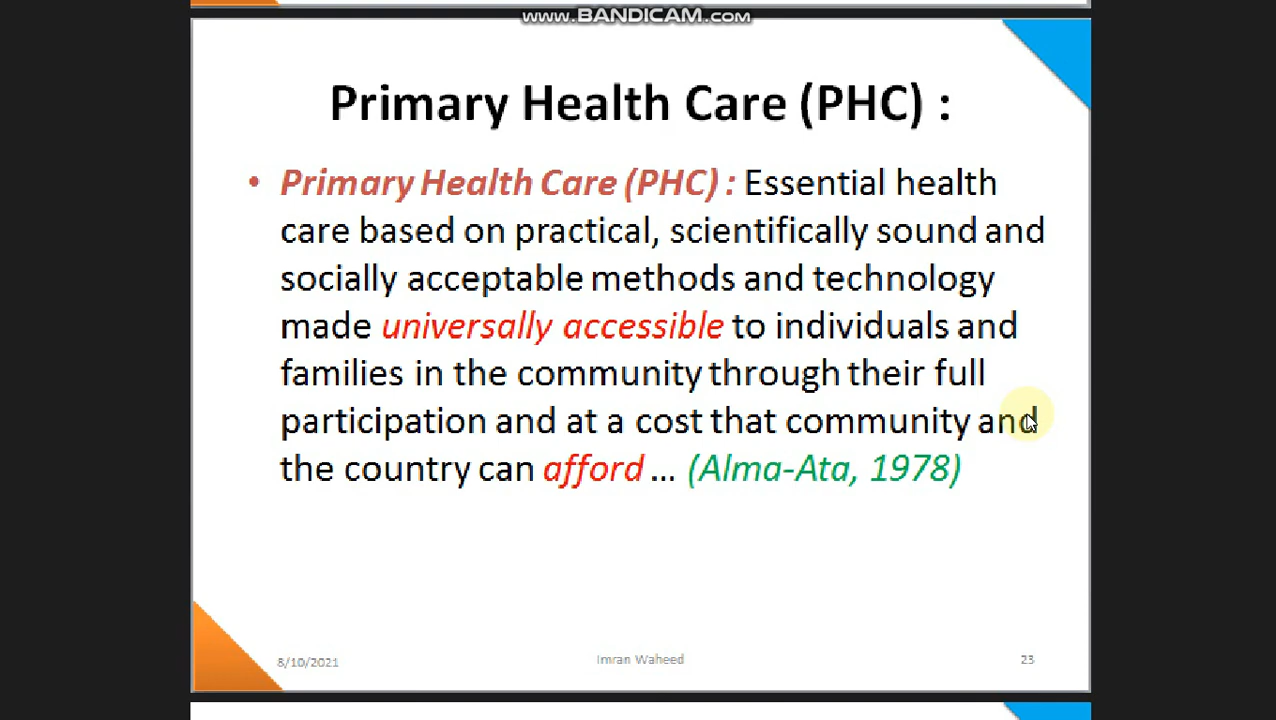 www.BANDICAM.com
Primary Health Care (PHC) :
• Primary Health Care (PHC) : Essential health
care based on practical, scientifically sound and
socially acceptable methods and technology
made universally accessible to individuals and
families in the community through their full
participation and at a cost that community and
the country can afford ... (Alma-Ata, 1978)
8/10/2021
Imran Waheed
23